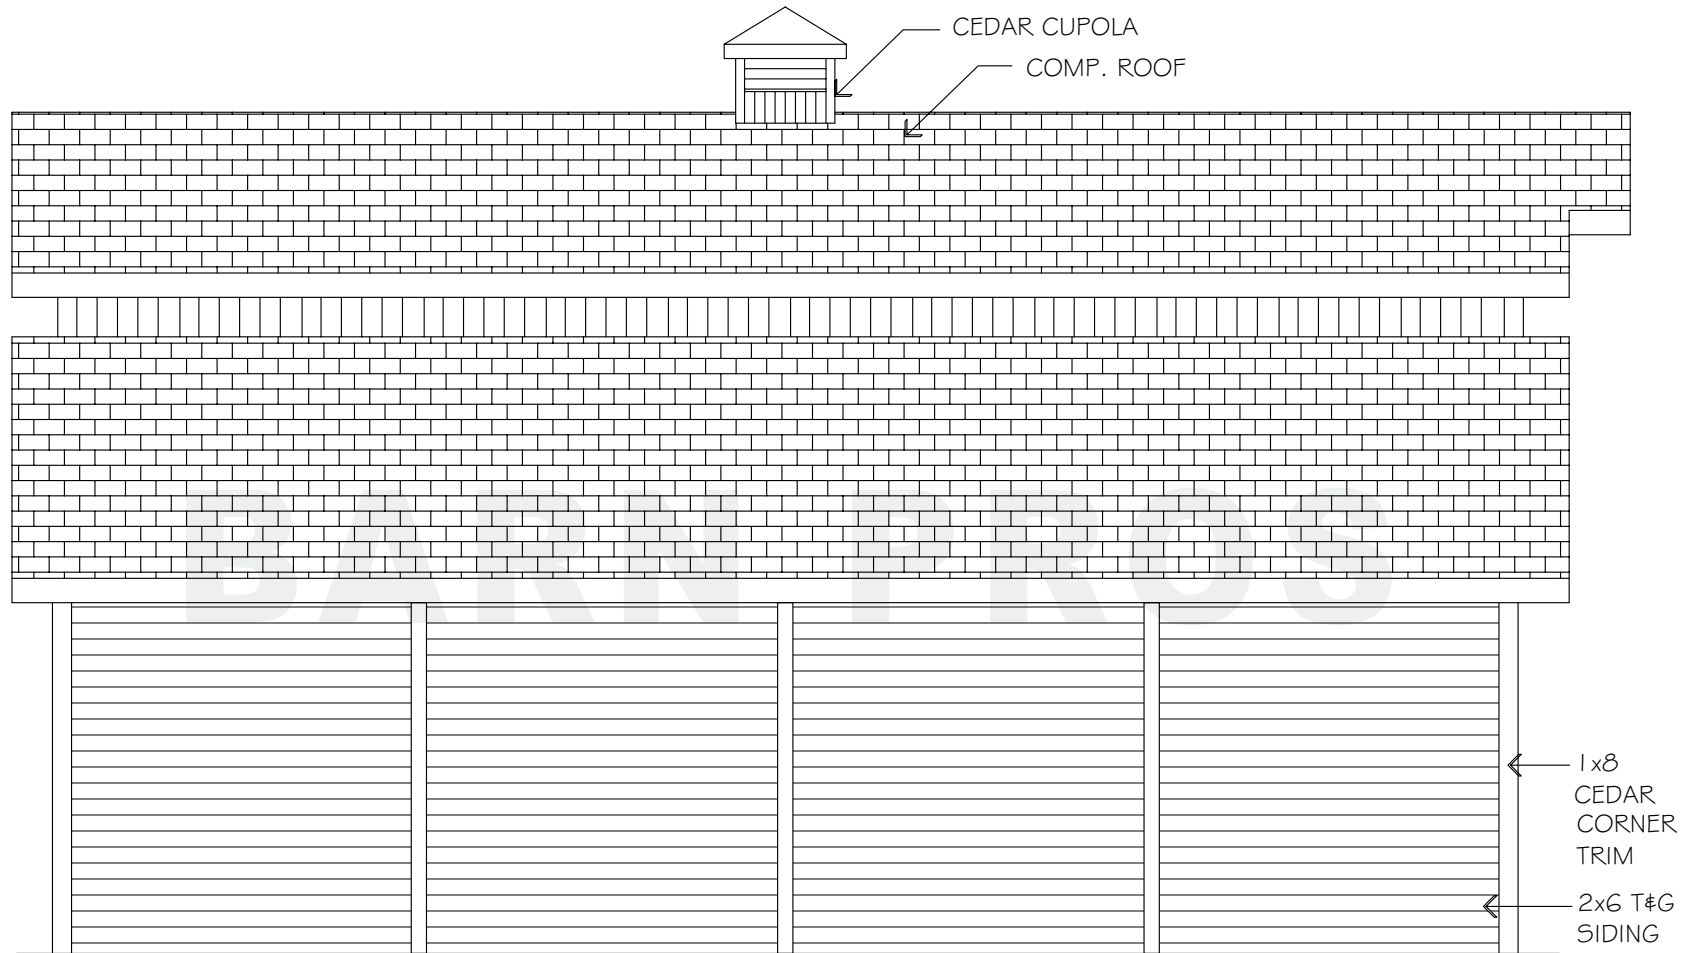 CEDAR CUPOLA
COMP. ROOF
BARN PROS
1x8
CEDAR
CORNER
TRIM
2x6 T&G
SIDING